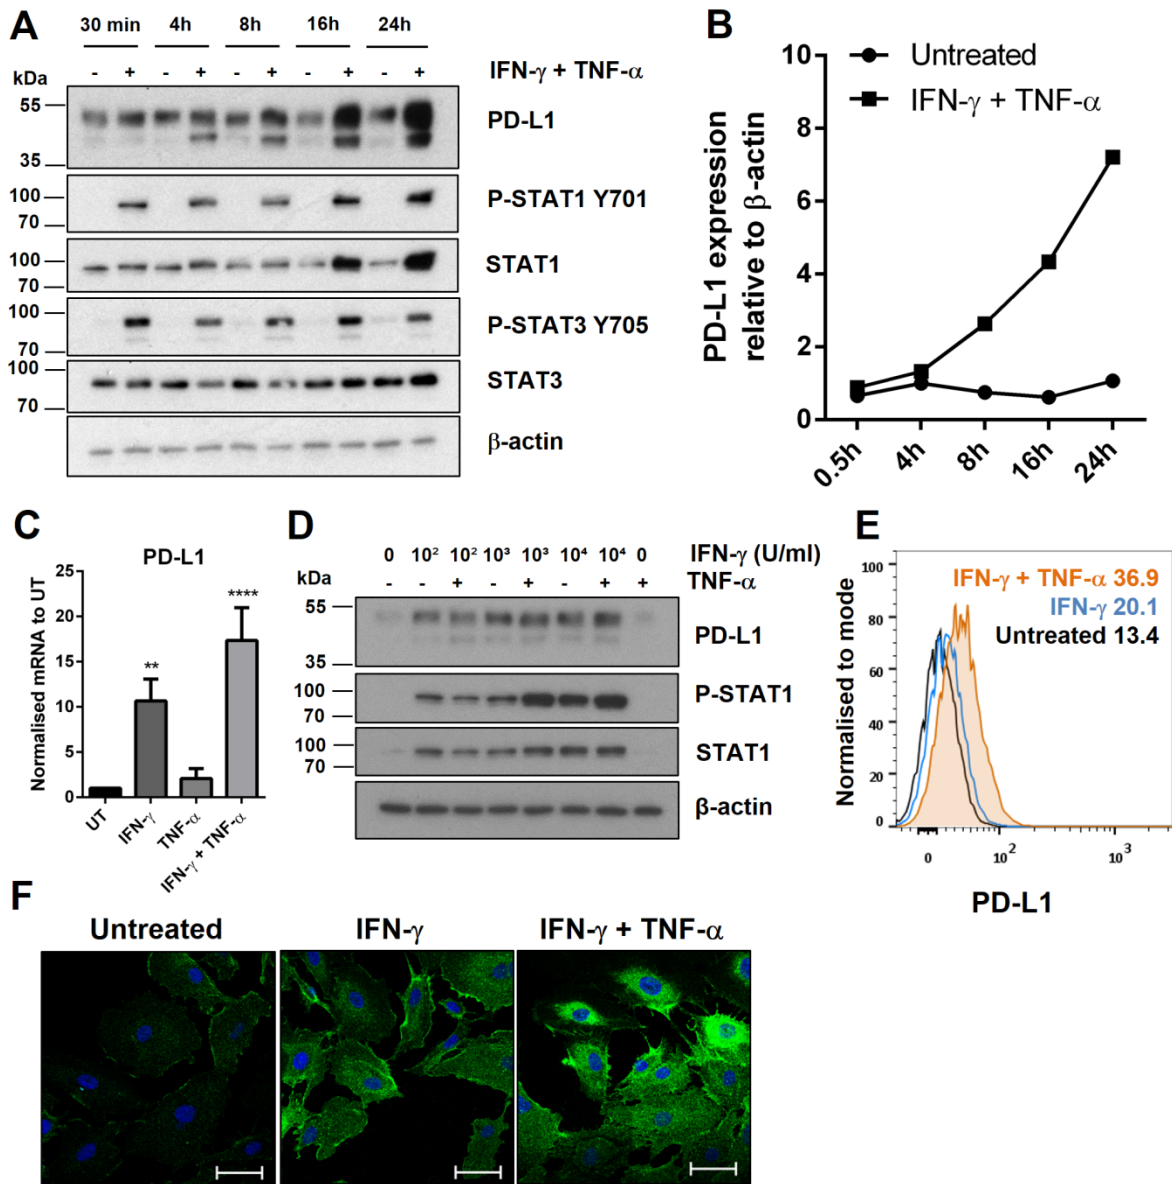 A
30 min 4h 8h 16h 24h
kDa - + - + - + - + - + IFN-γ + TNF-α
55
35
PD-L1
100
70
P-STAT1 Y701
100
70
STAT1
100
70
P-STAT3 Y705
100
70
STAT3
β-actin
B
10
8
6
4
2
0
PD-L1 expression
relative to β-actin
Untreated
IFN-γ + TNF-α
0.5h 4h 8h 16h 24h
C
PD-L1
25
20
15
10
5
0
Normalised mRNA to UT
**
****
UT IFN-γ TNF-α IFN-γ + TNF-α
D
0 10² 10² 10³ 10³ 10⁴ 10⁴ 0 IFN-γ (U/ml)
- - + - + - + + TNF-α
kDa
55
35
PD-L1
100
70
P-STAT1
100
70
STAT1
β-actin
E
100
80
60
40
20
0
Normalised to mode
IFN-γ + TNF-α 36.9
IFN-γ 20.1
Untreated 13.4
0 10² 10³
PD-L1
F
Untreated IFN-γ IFN-γ + TNF-α